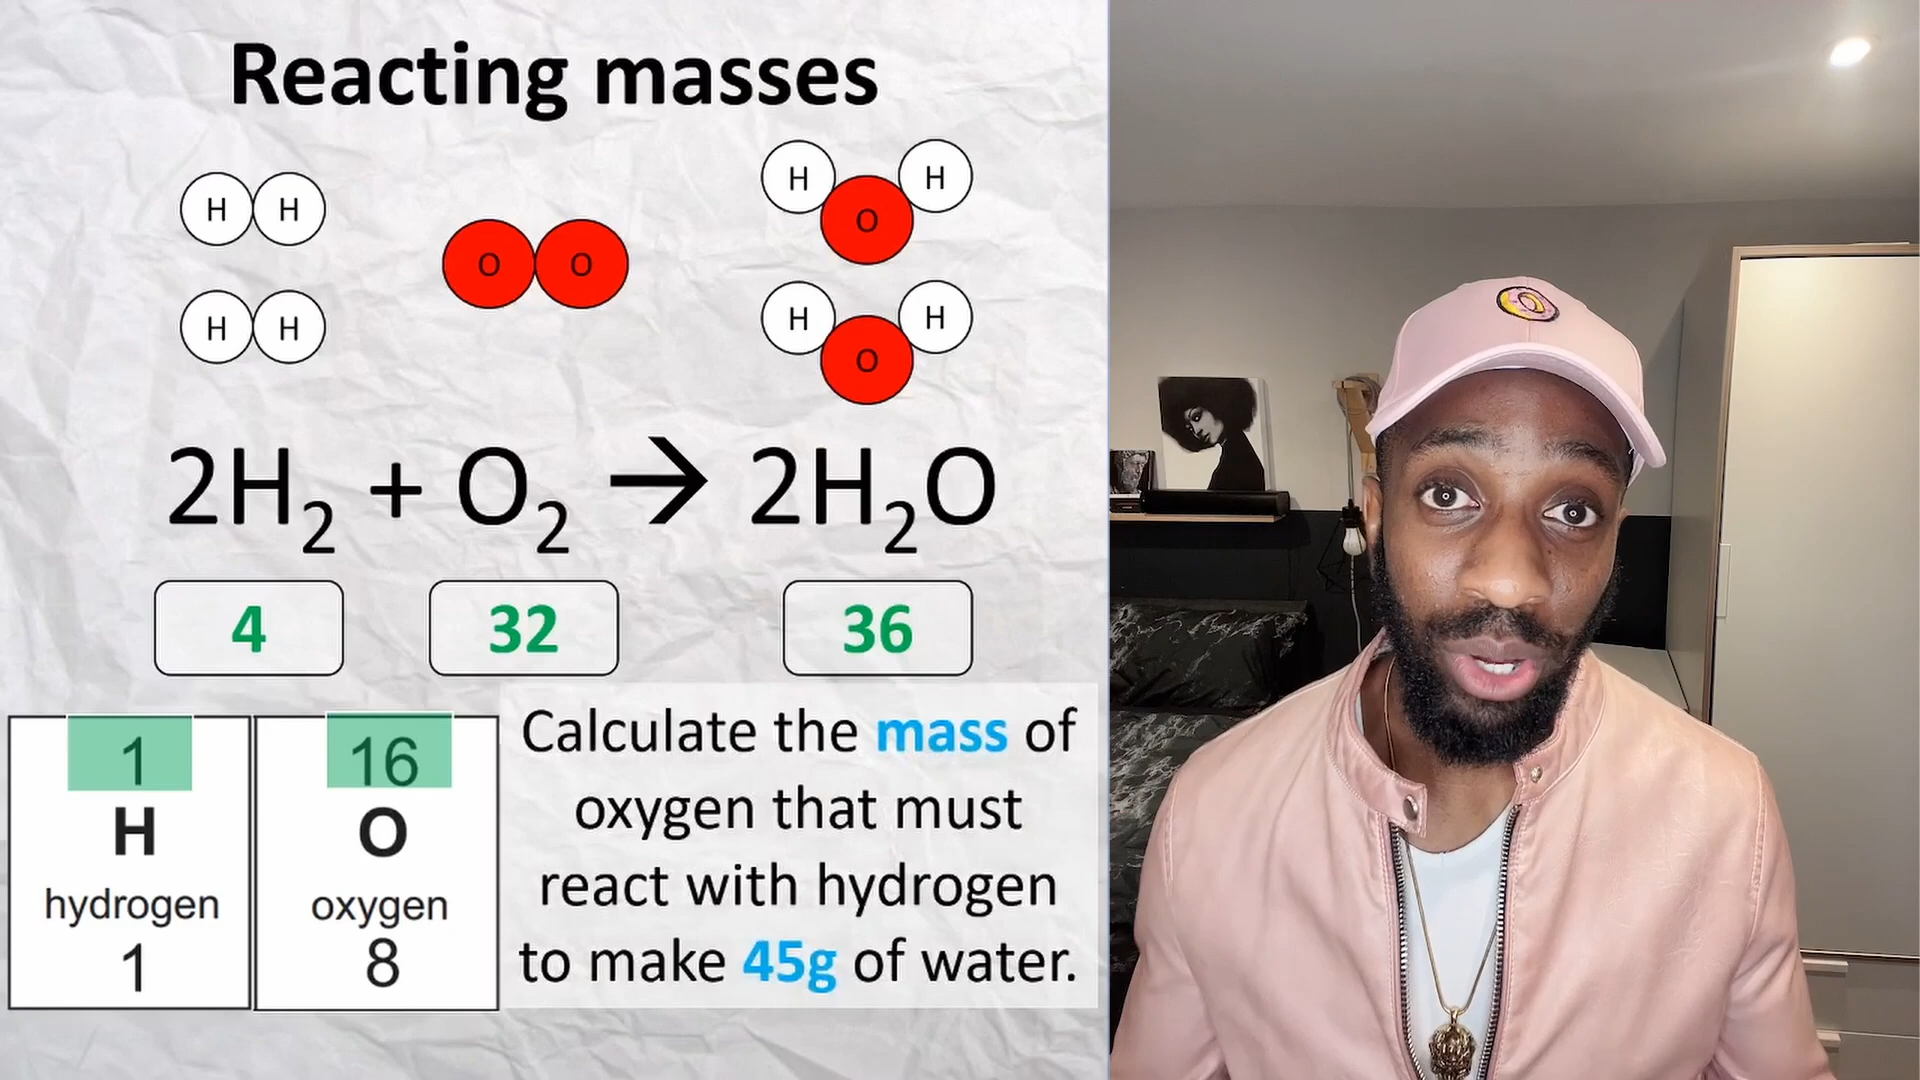 Reacting masses
H H
H H
O O
H H
O
H H
O
2H₂ + O₂ → 2H₂O
4 32 36
1
H
hydrogen
1
16
O
oxygen
8
Calculate the mass of
oxygen that must
react with hydrogen
to make 45g of water.